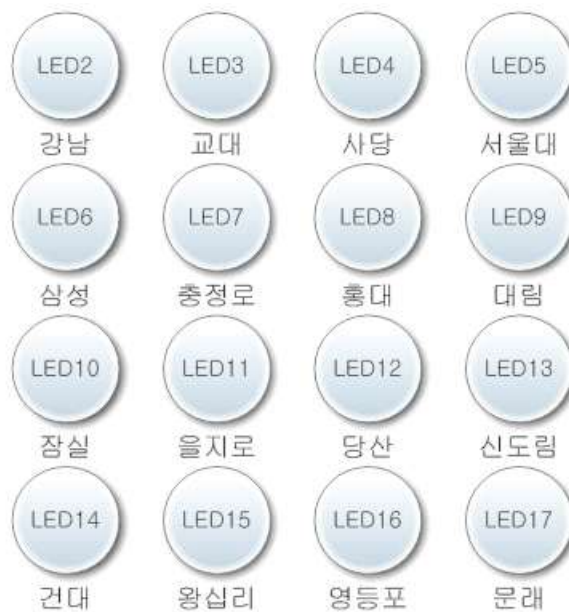 LED2 LED3 LED4 LED5
강남 교대 사당 서울대
LED6 LED7 LED8 LED9
삼성 충정로 홍대 대림
LED10 LED11 LED12 LED13
잠실 을지로 당산 신도림
LED14 LED15 LED16 LED17
건대 왕십리 영등포 문래